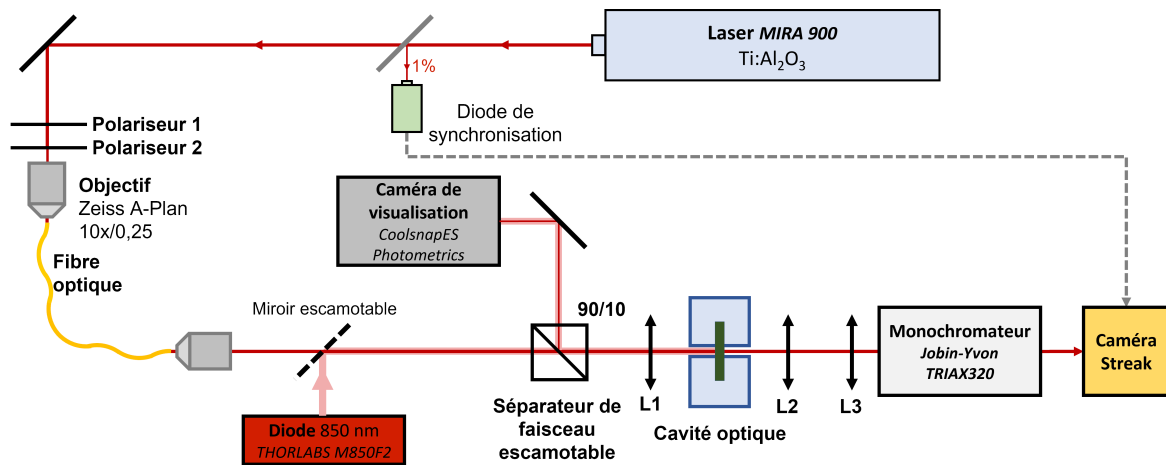 Laser MIRA 900
Ti:Al₂O₃
1%
Diode de
synchronisation
Polariseur 1
Polariseur 2
Objectif
Zeiss A-Plan
10x/0,25
Caméra de
visualisation
CoolsnapES
Photometrics
Fibre
optique
Miroir escamotable
90/10
Monochromateur
Jobin-Yvon
TRIAX320
Caméra
Streak
L1
L2
L3
Séparateur de
faisceau
escamotable
Cavité optique
Diode 850 nm
THORLABS M850F2